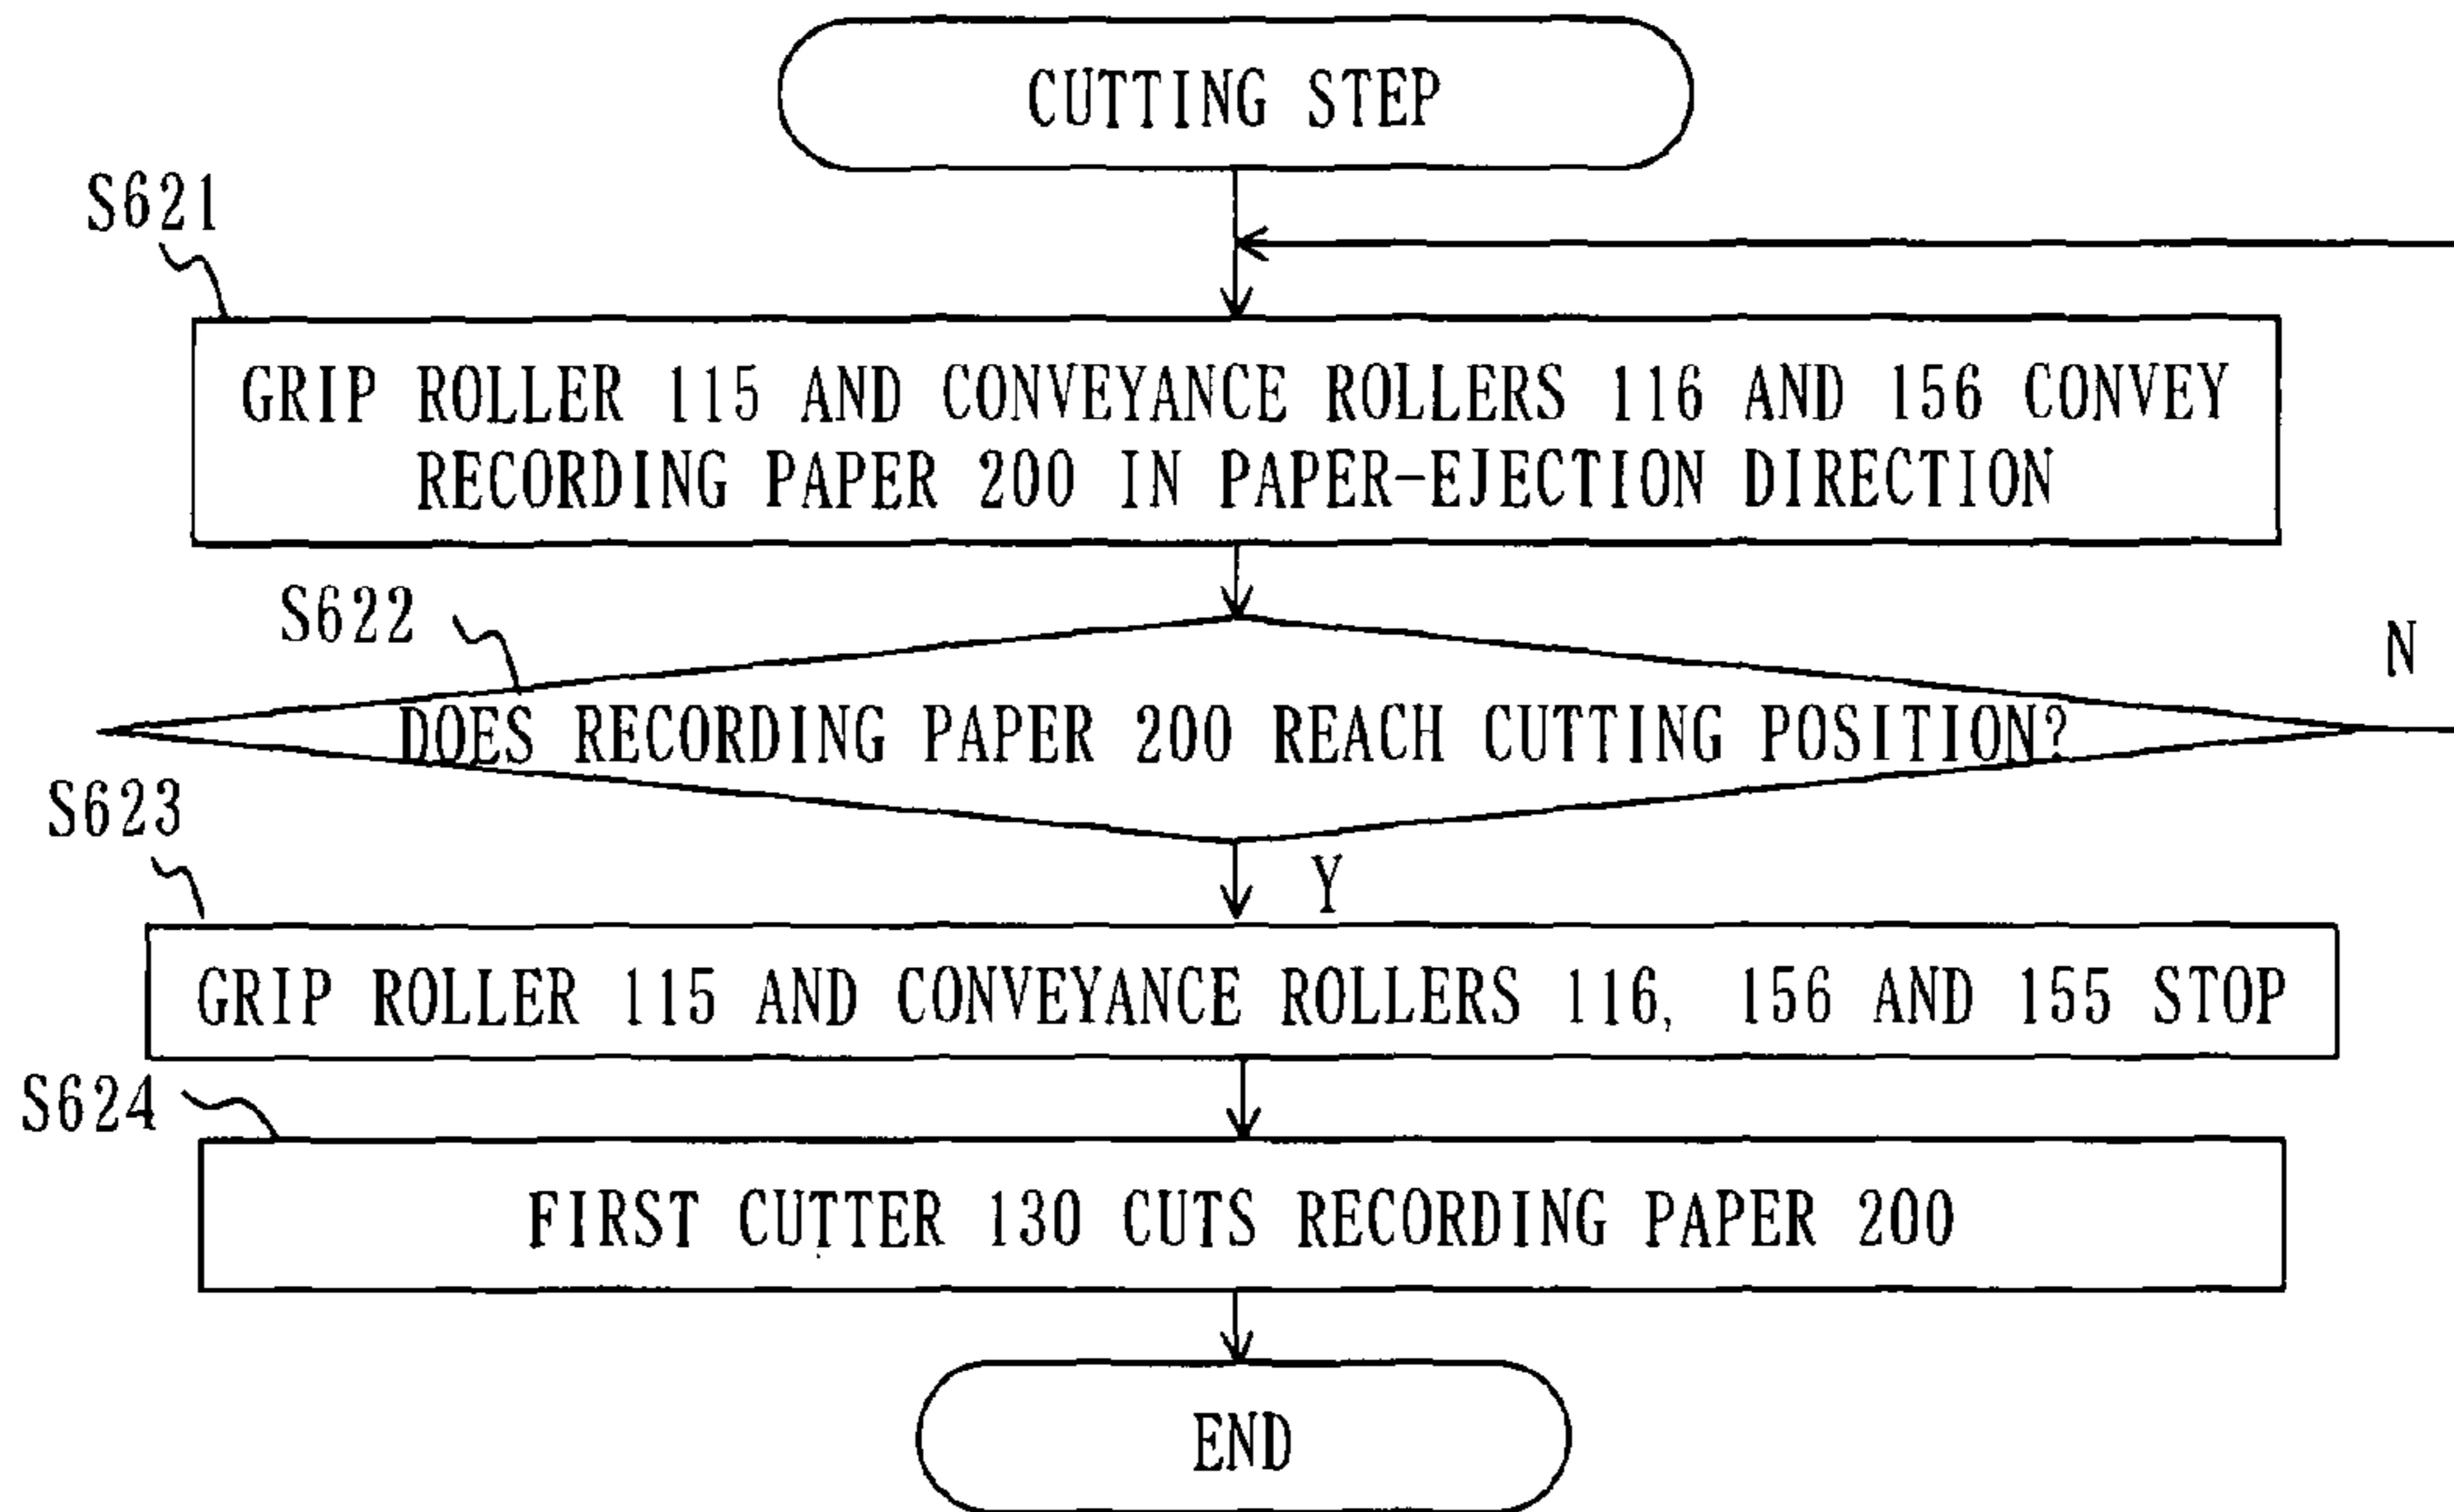 CUTTING STEP
S621
GRIP ROLLER 115 AND CONVEYANCE ROLLERS 116 AND 156 CONVEY
RECORDING PAPER 200 IN PAPER-EJECTION DIRECTION
S622
N
DOES RECORDING PAPER 200 REACH CUTTING POSITION?
S623
Y
GRIP ROLLER 115 AND CONVEYANCE ROLLERS 116, 156 AND 155 STOP
S624
FIRST CUTTER 130 CUTS RECORDING PAPER 200
END